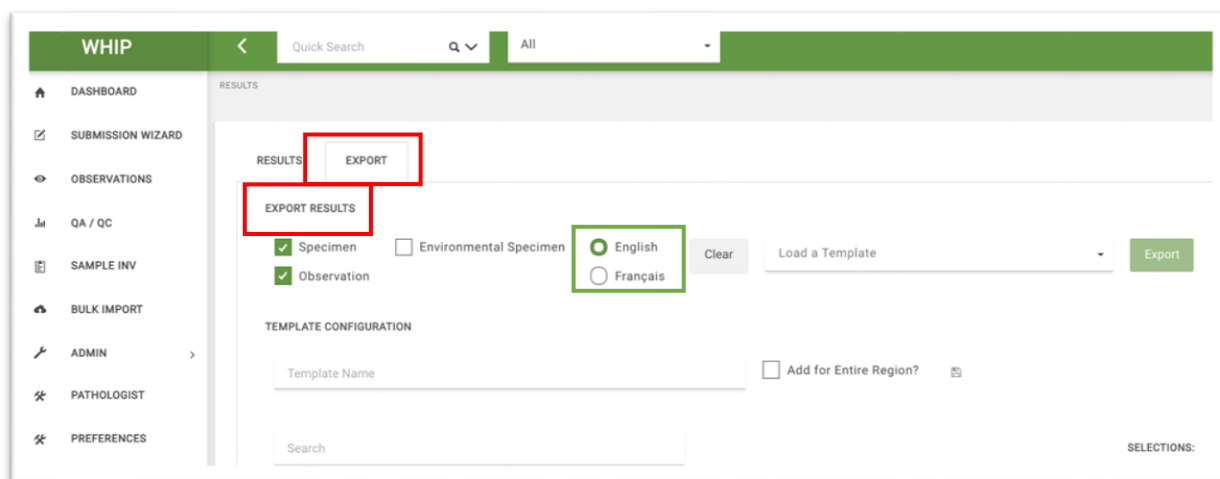 WHIP
Quick Search
All
DASHBOARD
RESULTS
SUBMISSION WIZARD
RESULTS EXPORT
OBSERVATIONS
EXPORT RESULTS
QA / QC
Specimen Environmental Specimen English Clear Load a Template Export
SAMPLE INV
Observation Français
BULK IMPORT
TEMPLATE CONFIGURATION
ADMIN
Template Name Add for Entire Region?
PATHOLOGIST
PREFERENCES
Search SELECTIONS: